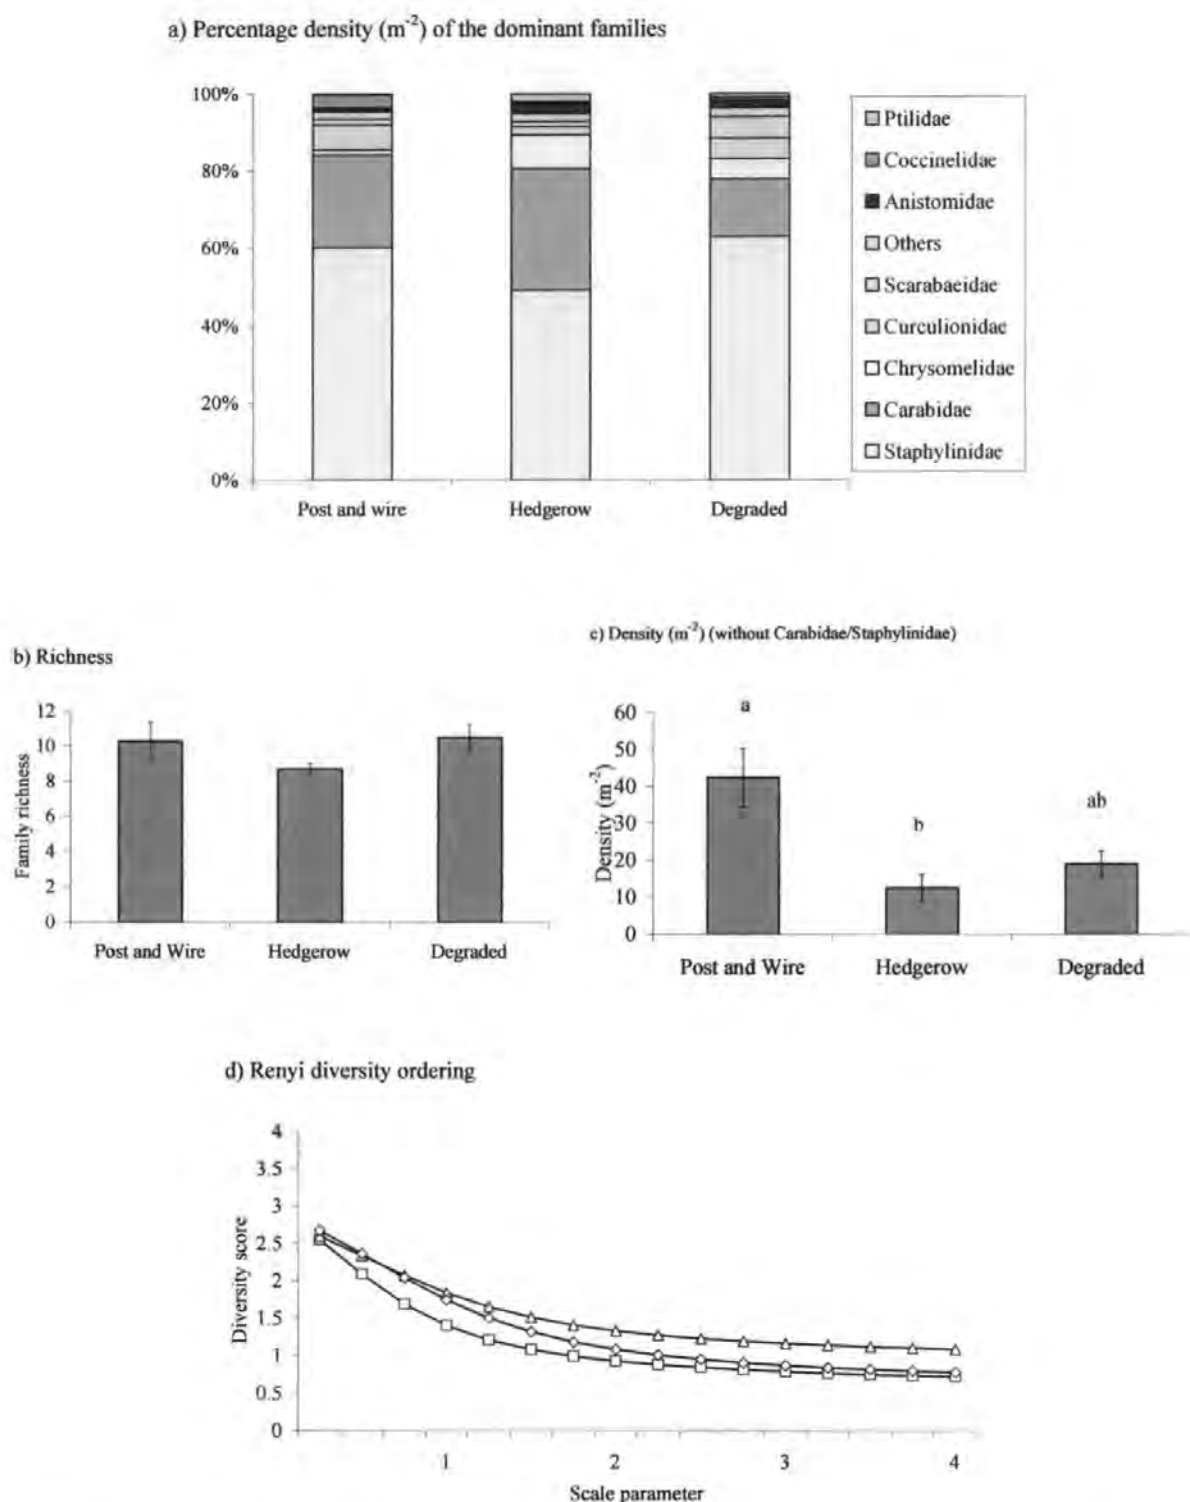 a) Percentage density (m⁻²) of the dominant families
100%
80%
60%
40%
20%
0%
Post and wire
Hedgerow
Degraded
Ptilidae
Coccinelidae
Anistomidae
Others
Scarabaeidae
Curculionidae
Chrysomelidae
Carabidae
Staphylinidae
b) Richness
Family richness
12
10
8
6
4
2
0
Post and Wire
Hedgerow
Degraded
c) Density (m⁻²) (without Carabidae/Staphylinidae)
Density (m⁻²)
60
50
40
30
20
10
0
a
b
ab
Post and Wire
Hedgerow
Degraded
d) Renyi diversity ordering
Diversity score
4
3.5
3
2.5
2
1.5
1
0.5
0
1
2
3
4
Scale parameter